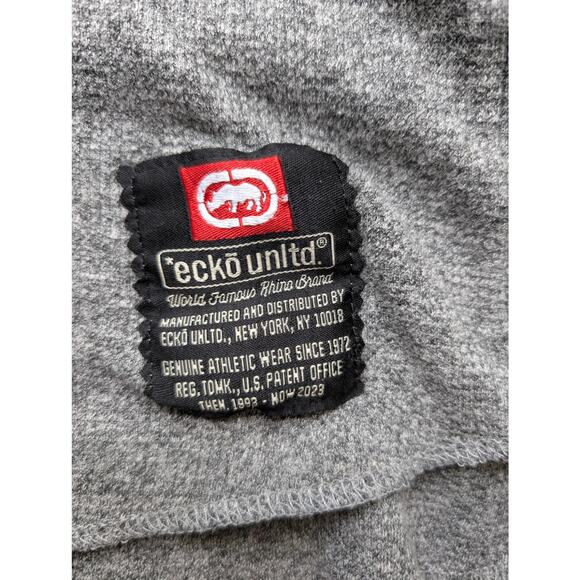 *eckō unltd.®
World Famous Rhino Brand
MANUFACTURED AND DISTRIBUTED BY
ECKŌ UNLTD., NEW YORK, NY 10018
GENUINE ATHLETIC WEAR SINCE 1972
REG. TDMK., U.S. PATENT OFFICE
THEN, 1993 - NOW 2023